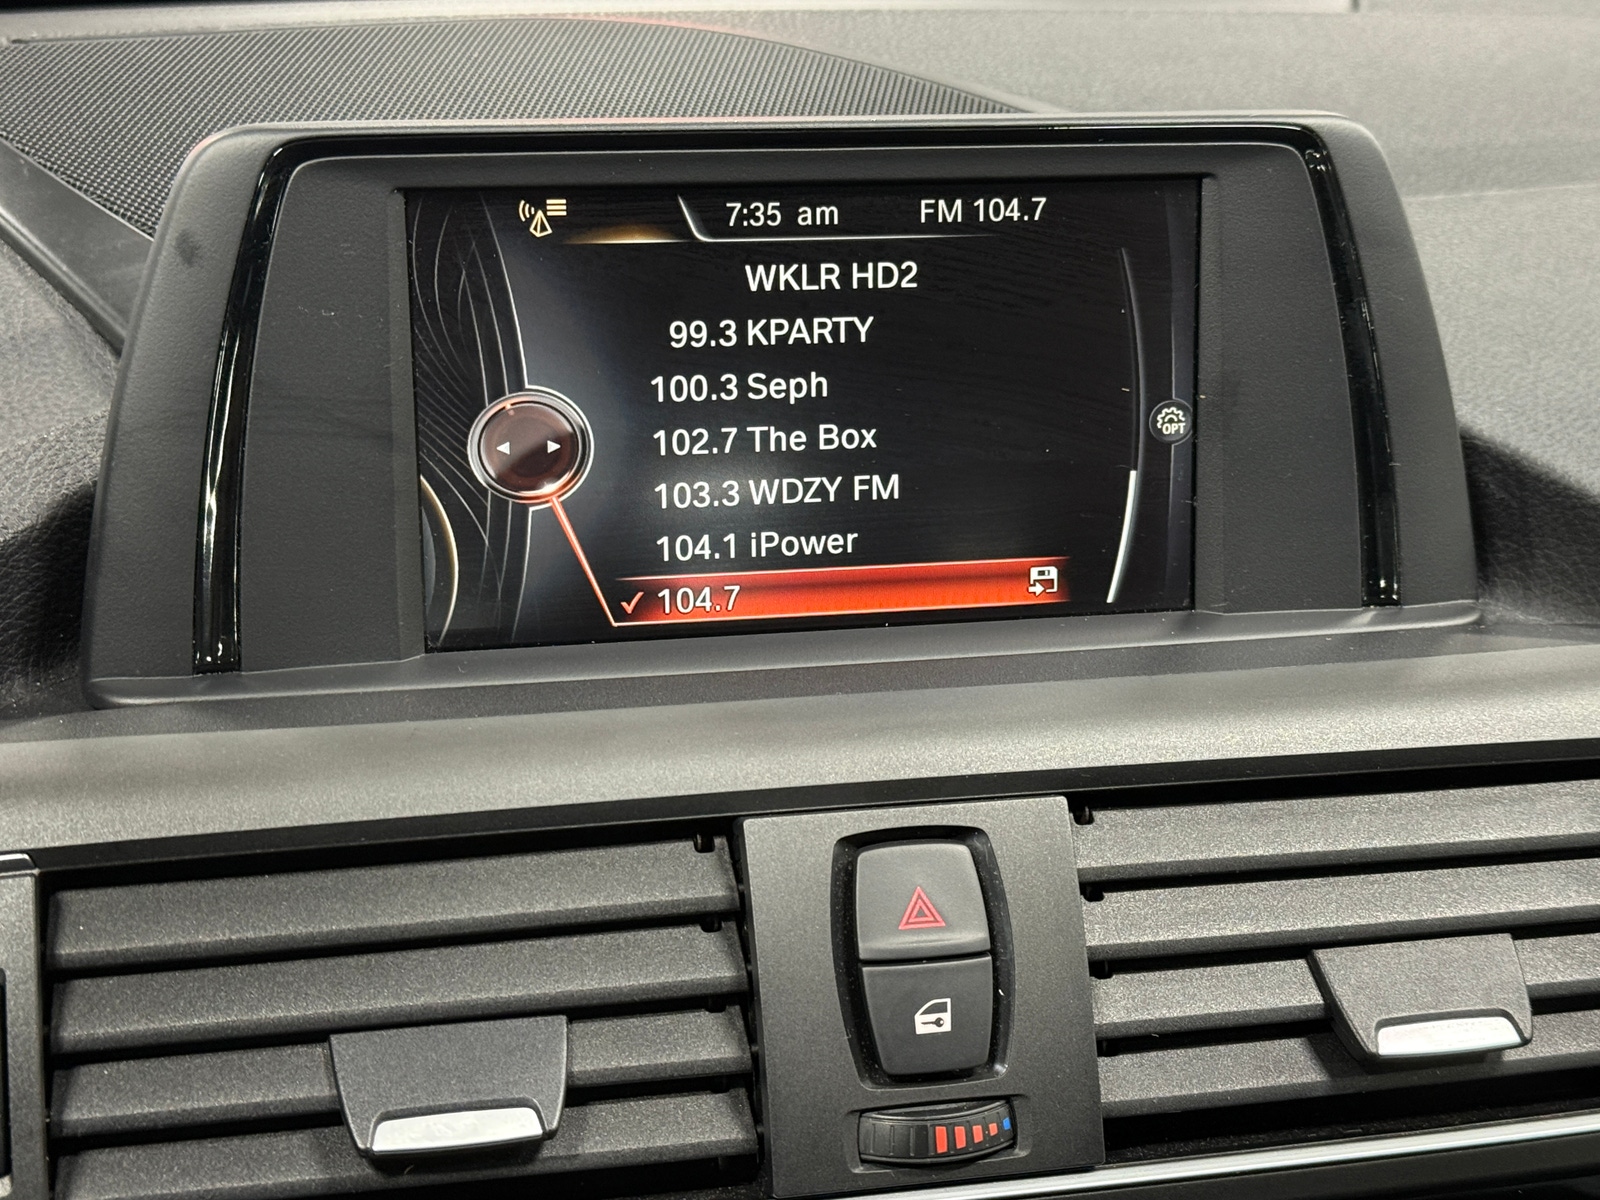 7:35 am FM 104.7
WKLR HD2
99.3 KPARTY
100.3 Seph
102.7 The Box
103.3 WDZY FM
104.1 iPower
104.7
OPT